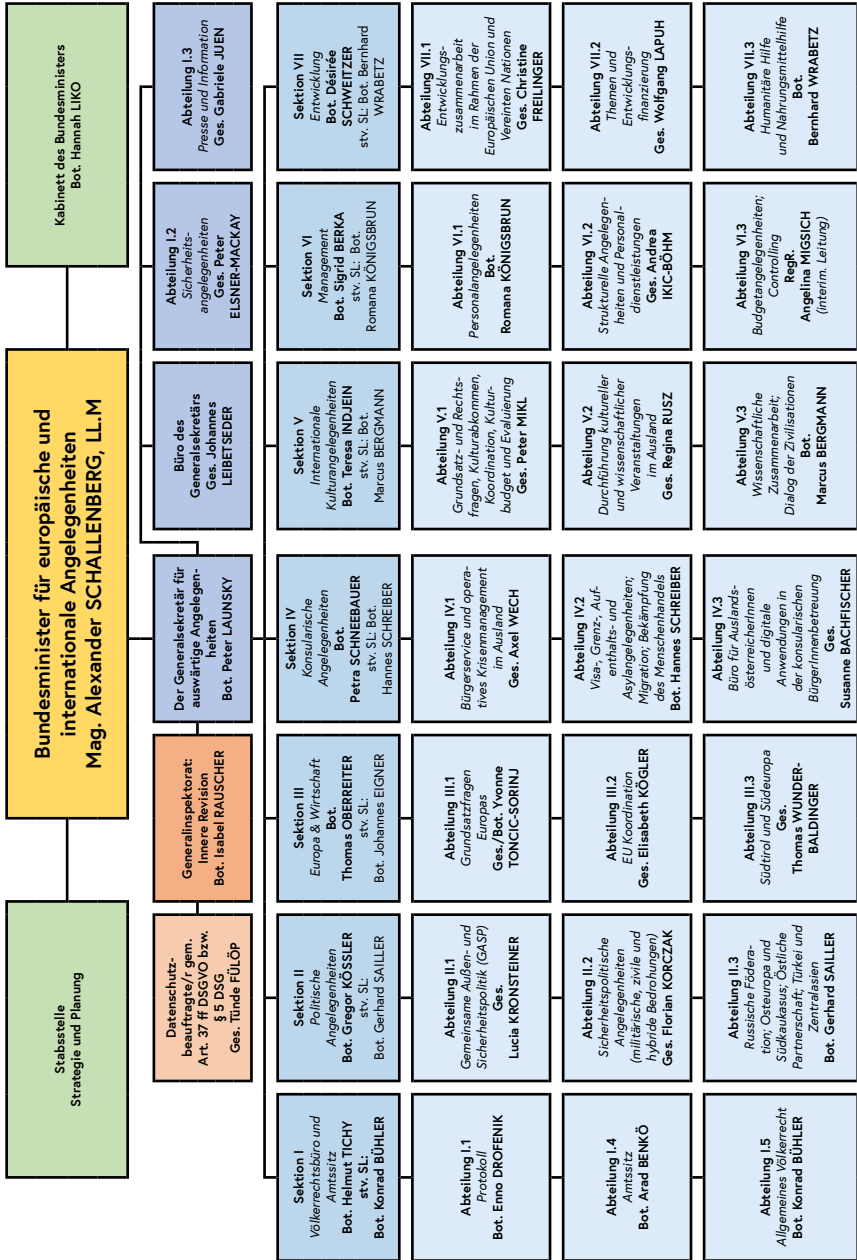 Stabsstelle
Strategie und Planung
Bundesminister für europäische und
internationale Angelegenheiten
Mag. Alexander SCHALLENBERG, LL.M
Kabinett des Bundesministers
Bot. Hannah LIKO
Datenschutz-
beauftragte/r gem.
Art. 37 ff DSGVO bzw.
§ 5 DSG
Ges. Tünde FÜLÖP
Generalinspektorat:
Innere Revision
Bot. Isabel RAUSCHER
Der Generalsekretär für
auswärtige Angelegen-
heiten
Bot. Peter LAUNSKY
Büro des
Generalsekretärs
Ges. Johannes
LEIBETSEDER
Abteilung I.2
Sicherheits-
angelegenheiten
Ges. Peter
ELSNER-MACKAY
Abteilung I.3
Presse und Information
Ges. Gabriele JUEN
Sektion I
Völkerrechtsbüro und
Amtssitz
Bot. Helmut TICHY
stv. SL:
Bot. Konrad BÜHLER
Sektion II
Politische
Angelegenheiten
Bot. Gregor KÖSSLER
stv. SL:
Bot. Gerhard SAILLER
Sektion III
Europa & Wirtschaft
Bot.
Thomas OBERREITER
stv. SL:
Bot. Johannes EIGNER
Sektion IV
Konsularische
Angelegenheiten
Bot.
Petra SCHNEEBAUER
stv. SL: Bot.
Hannes SCHREIBER
Sektion V
Internationale
Kulturangelegenheiten
Bot. Teresa INDJEIN
stv. SL: Bot.
Marcus BERGMANN
Sektion VI
Management
Bot. Sigrid BERKA
stv. SL: Bot.
Romana KÖNIGSBRUN
Sektion VII
Entwicklung
Bot. Désirée
SCHWEITZER
stv. SL: Bot. Bernhard
WRABETZ
Abteilung I.1
Protokoll
Bot. Enno DROFENIK
Abteilung II.1
Gemeinsame Außen- und
Sicherheitspolitik (GASP)
Ges.
Lucia KRONSTEINER
Abteilung III.1
Grundsatzfragen
Europas
Ges./Bot. Yvonne
TONCIC-SORINJ
Abteilung IV.1
Bürgerservice und opera-
tives Krisenmanagement
im Ausland
Ges. Axel WECH
Abteilung V.1
Grundsatz- und Rechts-
fragen, Kulturabkommen,
Koordination, Kultur-
budget und Evaluierung
Ges. Peter MIKL
Abteilung VI.1
Personalangelegenheiten
Bot.
Romana KÖNIGSBRUN
Abteilung VII.1
Entwicklungs-
zusammenarbeit
im Rahmen der
Europäischen Union und
Vereinten Nationen
Ges. Christine
FREILINGER
Abteilung I.4
Amtssitz
Bot. Arad BENKÖ
Abteilung II.2
Sicherheitspolitische
Angelegenheiten
(militärische, zivile und
hybride Bedrohungen)
Ges. Florian KORCZAK
Abteilung III.2
EU Koordination
Ges. Elisabeth KÖGLER
Abteilung IV.2
Visa-, Grenz-, Auf-
enthalts- und
Asylangelegenheiten;
Migration; Bekämpfung
des Menschenhandels
Bot. Hannes SCHREIBER
Abteilung V.2
Durchführung kultureller
und wissenschaftlicher
Veranstaltungen
im Ausland
Ges. Regina RUSZ
Abteilung VI.2
Strukturelle Angelegen-
heiten und Personal-
dienstleistungen
Ges. Andrea
IKIC-BÖHM
Abteilung VII.2
Themen und
Entwicklungs-
finanzierung
Ges. Wolfgang LAPUH
Abteilung I.5
Allgemeines Völkerrecht
Bot. Konrad BÜHLER
Abteilung II.3
Russische Födera-
tion; Osteuropa und
Südkaukasus; Östliche
Partnerschaft; Türkei und
Zentralasien
Bot. Gerhard SAILLER
Abteilung III.3
Südtirol und Südeuropa
Ges.
Thomas WUNDER-
BALDINGER
Abteilung IV.3
Büro für Auslands-
österreicherInnen
und digitale
Anwendungen in
der konsularischen
BürgerInnenbetreuung
Ges.
Susanne BACHFISCHER
Abteilung V.3
Wissenschaftliche
Zusammenarbeit;
Dialog der Zivilisationen
Bot.
Marcus BERGMANN
Abteilung VI.3
Budgetangelegenheiten;
Controlling
RegR.
Angelina MIGSICH
(interim. Leitung)
Abteilung VII.3
Humanitäre Hilfe
und Nahrungsmittelhilfe
Bot.
Bernhard WRABETZ